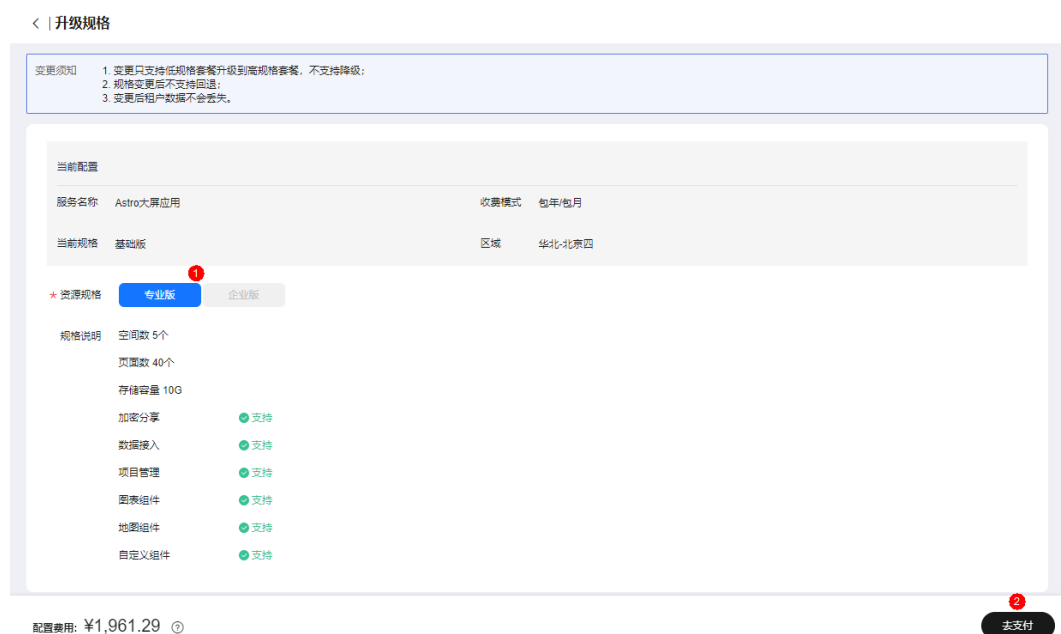 升级规格
变更须知 1. 变更只支持低规格套餐升级到高规格套餐，不支持降级；
2. 规格变更后不支持回退；
3. 变更后租户数据不会丢失。
当前配置
服务名称 Astro大屏应用 收费模式 包年/包月
当前规格 基础版 区域 华北-北京四
1
* 资源规格 专业版 企业版
规格说明 空间数 5个
页面数 40个
存储容量 10G
加密分享 支持
数据接入 支持
项目管理 支持
图表组件 支持
地图组件 支持
自定义组件 支持
2
配置费用: ¥1,961.29 ? 去支付